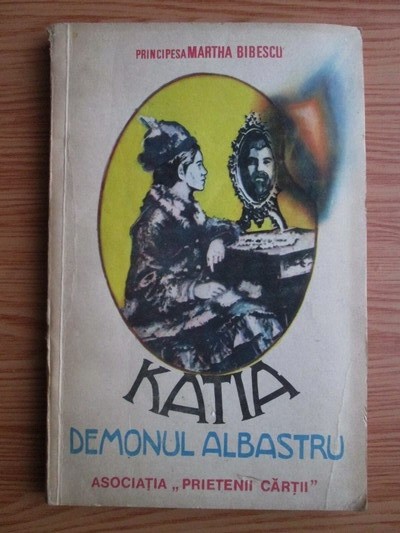 PRINCIPESA MARTHA BIBESCU
KATIA
DEMONUL ALBASTRU
ASOCIAȚIA „PRIETENII CĂRȚII"